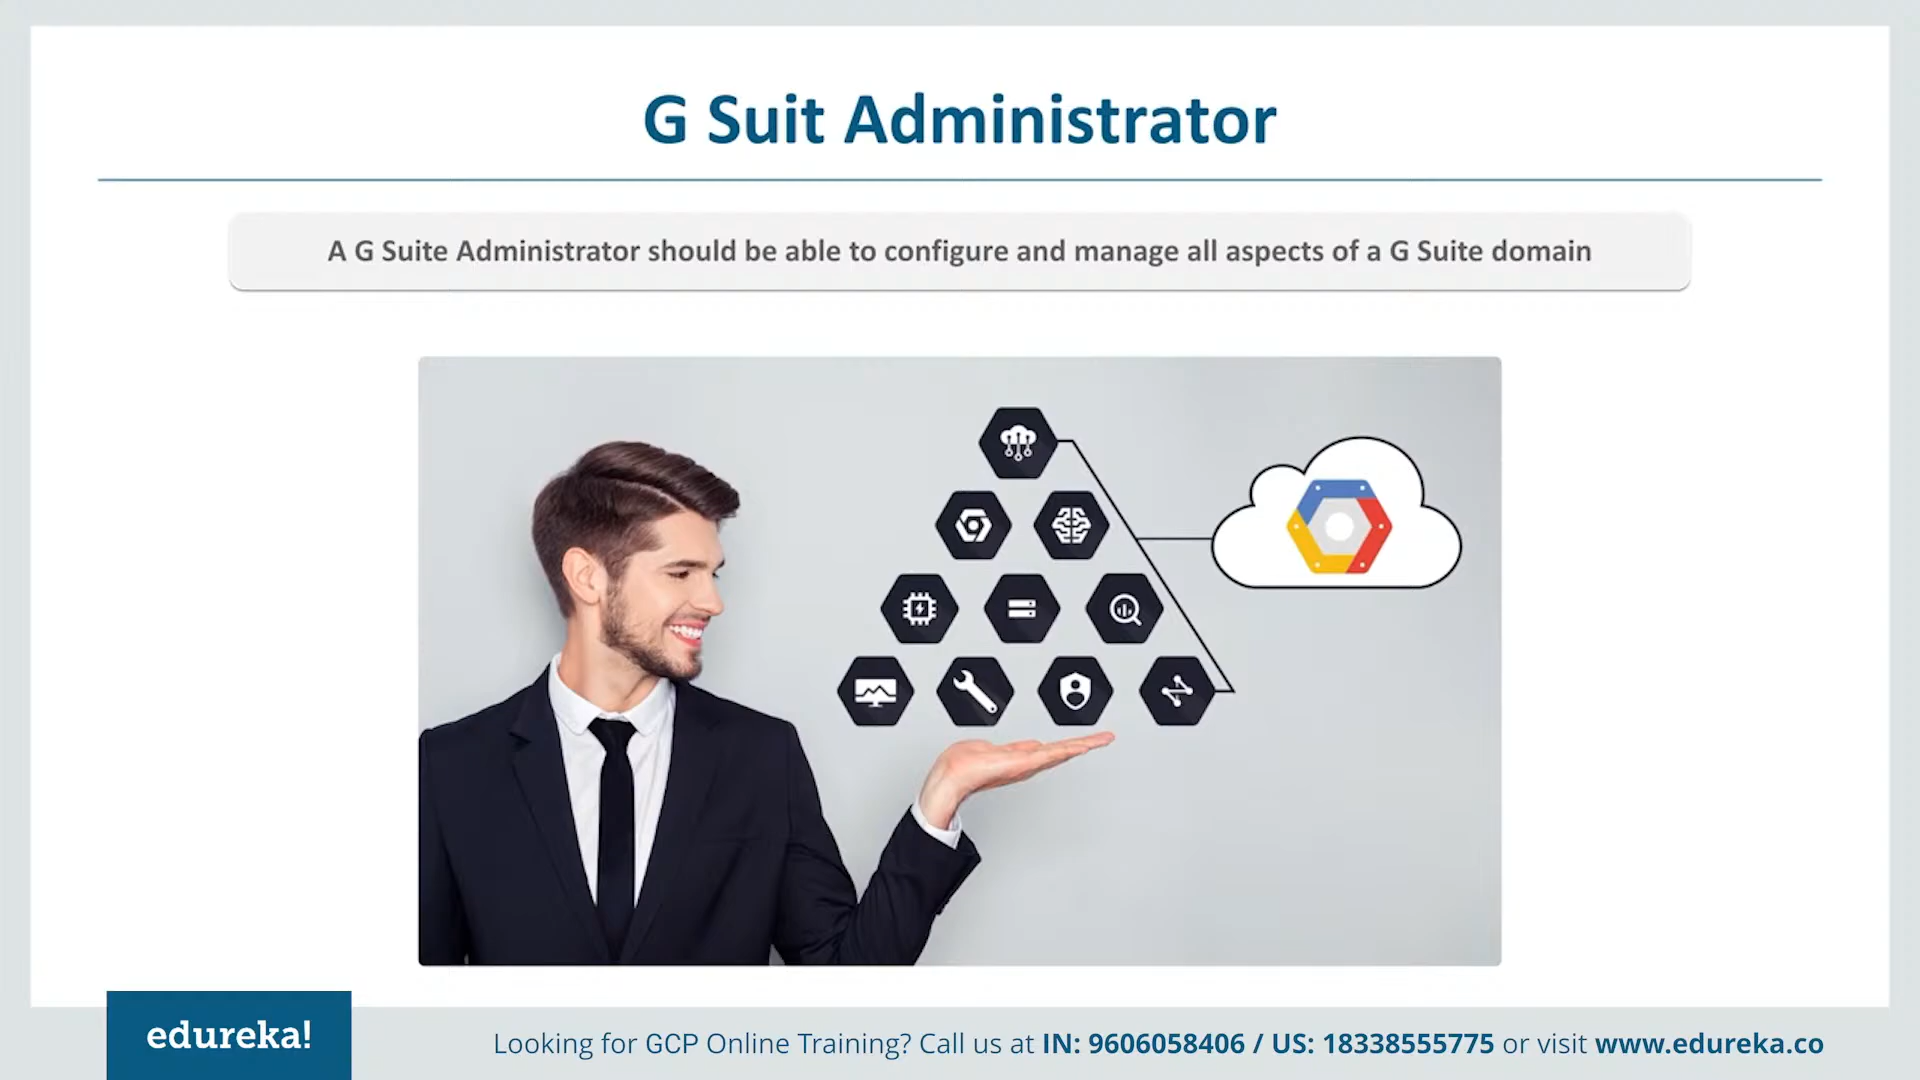 G Suit Administrator
A G Suite Administrator should be able to configure and manage all aspects of a G Suite domain
edureka!
Looking for GCP Online Training? Call us at IN: 9606058406 / US: 18338555775 or visit www.edureka.co